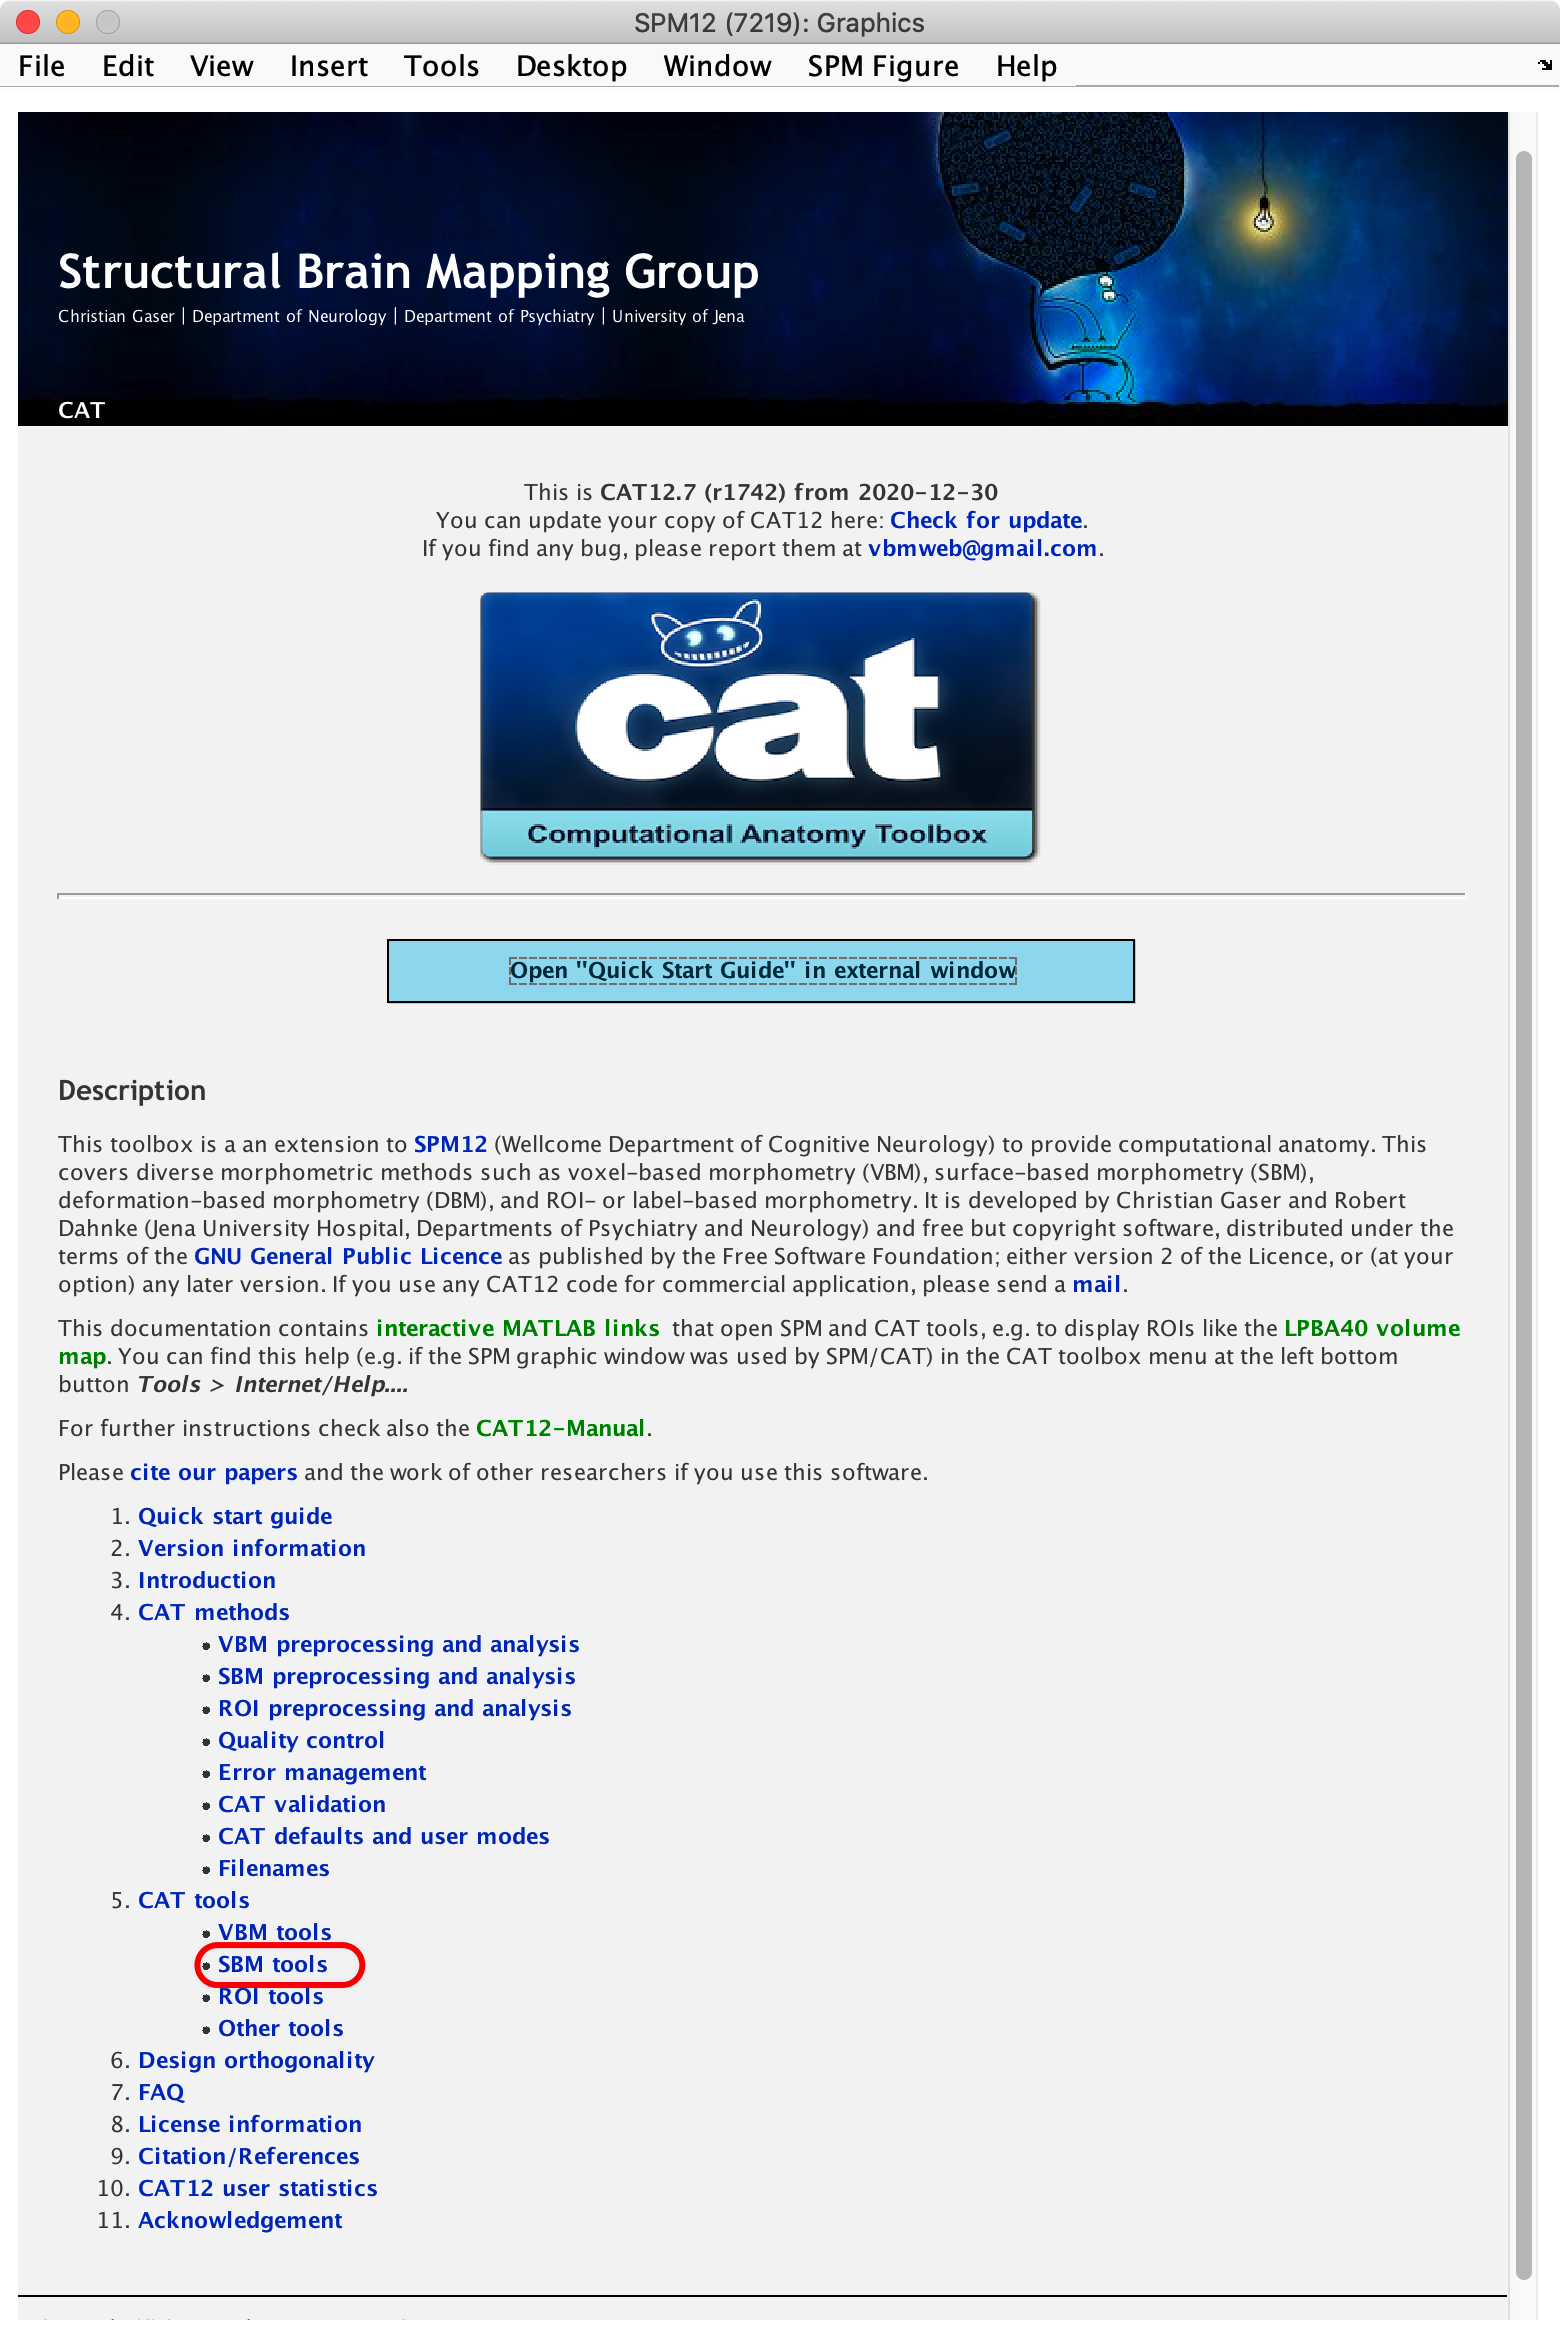 SPM12 (7219): Graphics
File Edit View Insert Tools Desktop Window SPM Figure Help
Structural Brain Mapping Group
Christian Gaser | Department of Neurology | Department of Psychiatry | University of Jena
CAT
This is CAT12.7 (r1742) from 2020-12-30
You can update your copy of CAT12 here: Check for update.
If you find any bug, please report them at vbmweb@gmail.com.
cat
Computational Anatomy Toolbox
Open "Quick Start Guide" in external window
Description
This toolbox is a an extension to SPM12 (Wellcome Department of Cognitive Neurology) to provide computational anatomy. This
covers diverse morphometric methods such as voxel-based morphometry (VBM), surface-based morphometry (SBM),
deformation-based morphometry (DBM), and ROI- or label-based morphometry. It is developed by Christian Gaser and Robert
Dahnke (Jena University Hospital, Departments of Psychiatry and Neurology) and free but copyright software, distributed under the
terms of the GNU General Public Licence as published by the Free Software Foundation; either version 2 of the Licence, or (at your
option) any later version. If you use any CAT12 code for commercial application, please send a mail.
This documentation contains interactive MATLAB links that open SPM and CAT tools, e.g. to display ROIs like the LPBA40 volume
map. You can find this help (e.g. if the SPM graphic window was used by SPM/CAT) in the CAT toolbox menu at the left bottom
button Tools > Internet/Help....
For further instructions check also the CAT12-Manual.
Please cite our papers and the work of other researchers if you use this software.
1. Quick start guide
2. Version information
3. Introduction
4. CAT methods
• VBM preprocessing and analysis
• SBM preprocessing and analysis
• ROI preprocessing and analysis
• Quality control
• Error management
• CAT validation
• CAT defaults and user modes
• Filenames
5. CAT tools
• VBM tools
• SBM tools
• ROI tools
• Other tools
6. Design orthogonality
7. FAQ
8. License information
9. Citation/References
10. CAT12 user statistics
11. Acknowledgement